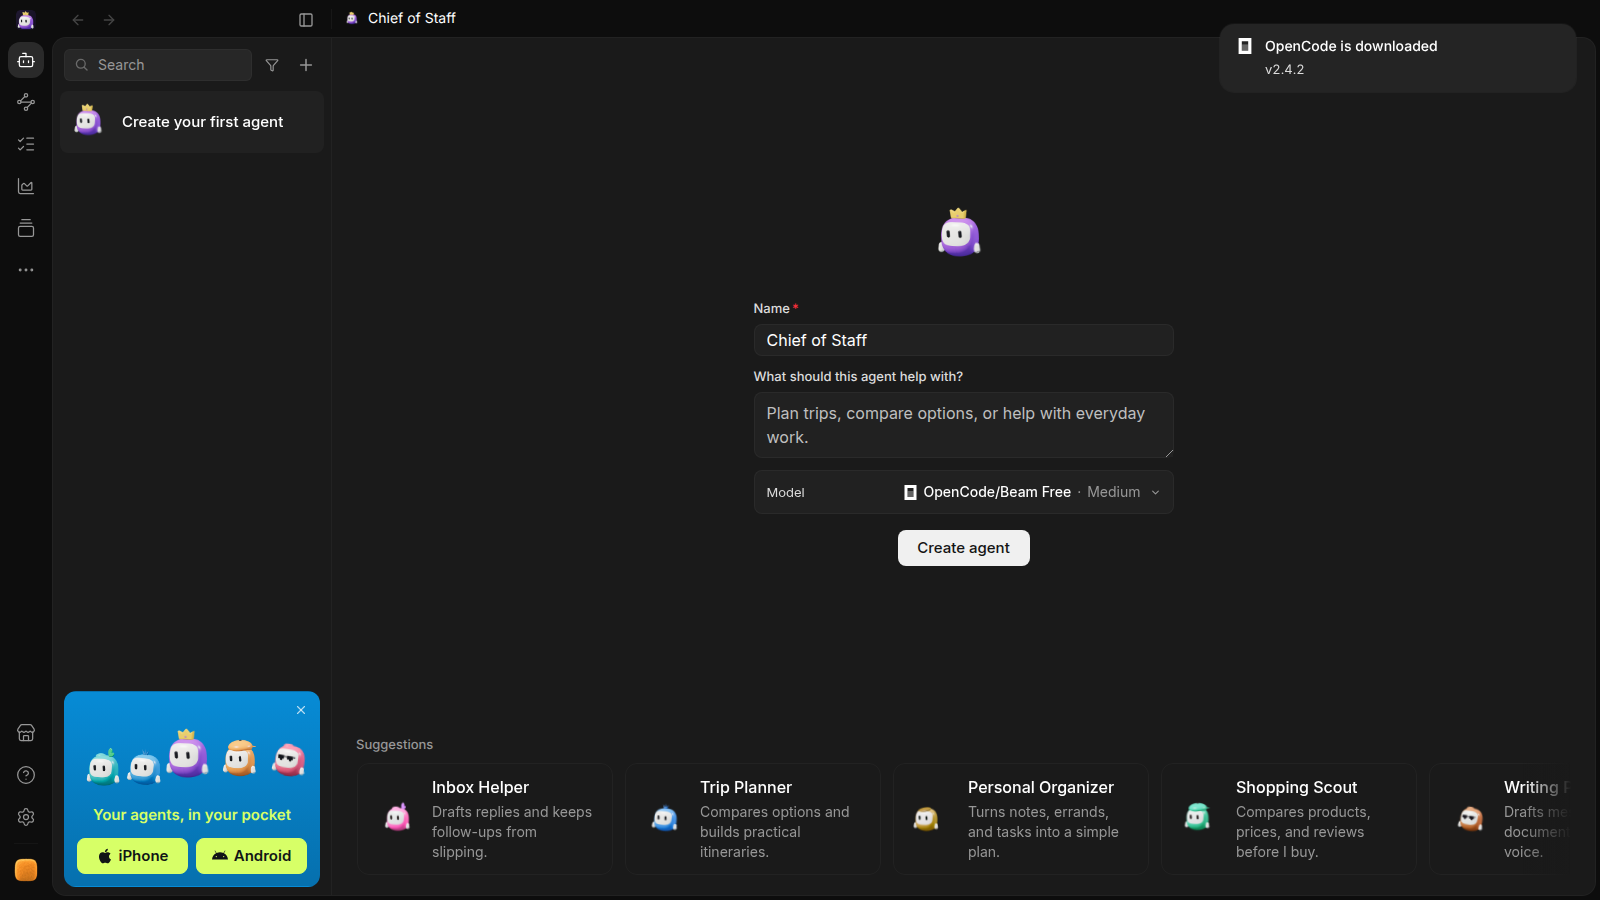 Chief of Staff
OpenCode is downloaded
v2.4.2
Search
Create your first agent
Name *
Chief of Staff
What should this agent help with?
Plan trips, compare options, or help with everyday
work.
Model
OpenCode/Beam Free · Medium
Create agent
Your agents, in your pocket
iPhone
Android
Suggestions
Inbox Helper
Drafts replies and keeps
follow-ups from
slipping.
Trip Planner
Compares options and
builds practical
itineraries.
Personal Organizer
Turns notes, errands,
and tasks into a simple
plan.
Shopping Scout
Compares products,
prices, and reviews
before I buy.
Writing
Drafts
voice.